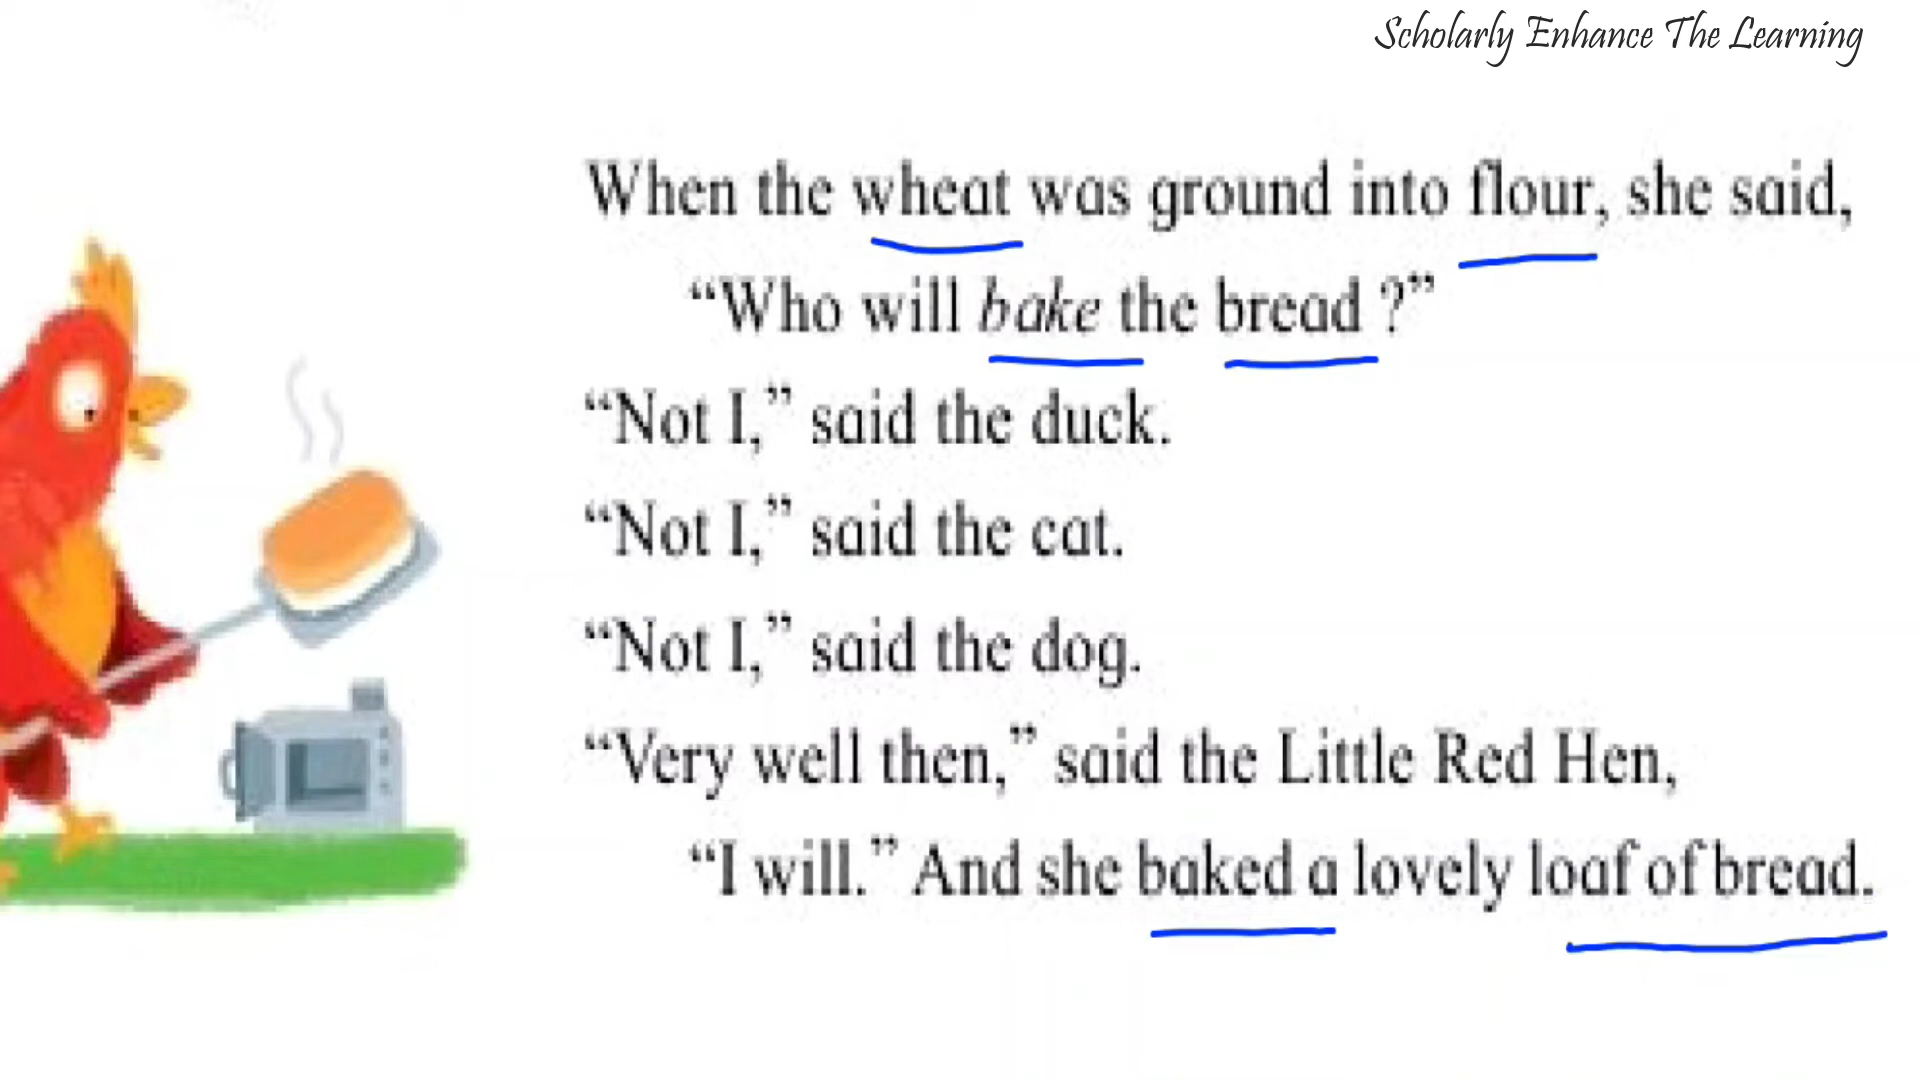 Scholarly Enhance The Learning
When the wheat was ground into flour, she said,
“Who will bake the bread ?”
“Not I,” said the duck.
“Not I,” said the cat.
“Not I,” said the dog.
“Very well then,” said the Little Red Hen,
“I will.” And she baked a lovely loaf of bread.